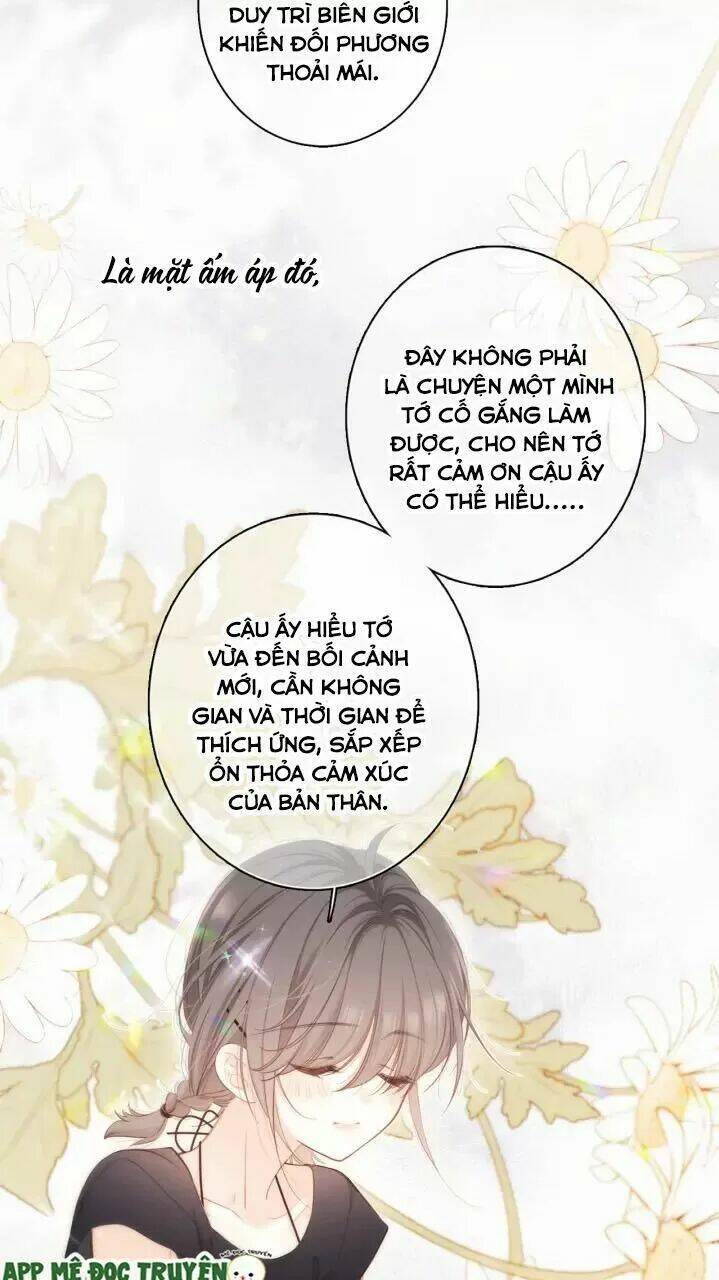 DUY TRÌ BIÊN GIỚI
KHIẾN ĐỐI PHƯƠNG
THOẢI MÁI.
Là mặt ấm áp đó,
ĐÂY KHÔNG PHẢI
LÀ CHUYỆN MỘT MÌNH
TỚ CỐ GẮNG LÀM
ĐƯỢC, CHO NÊN TỚ
RẤT CẢM ƠN CẬU ẤY
CÓ THỂ HIỂU.....
CẬU ẤY HIỂU TỚ
VỪA ĐẾN BỐI CẢNH
MỚI, CẦN KHÔNG
GIAN VÀ THỜI GIAN ĐỂ
THÍCH ỨNG, SẮP XẾP
ỔN THỎA CẢM XÚC
CỦA BẢN THÂN.
MÊ ĐỌC TRUYỆN
APP MÊ ĐỌC TRUYỆN